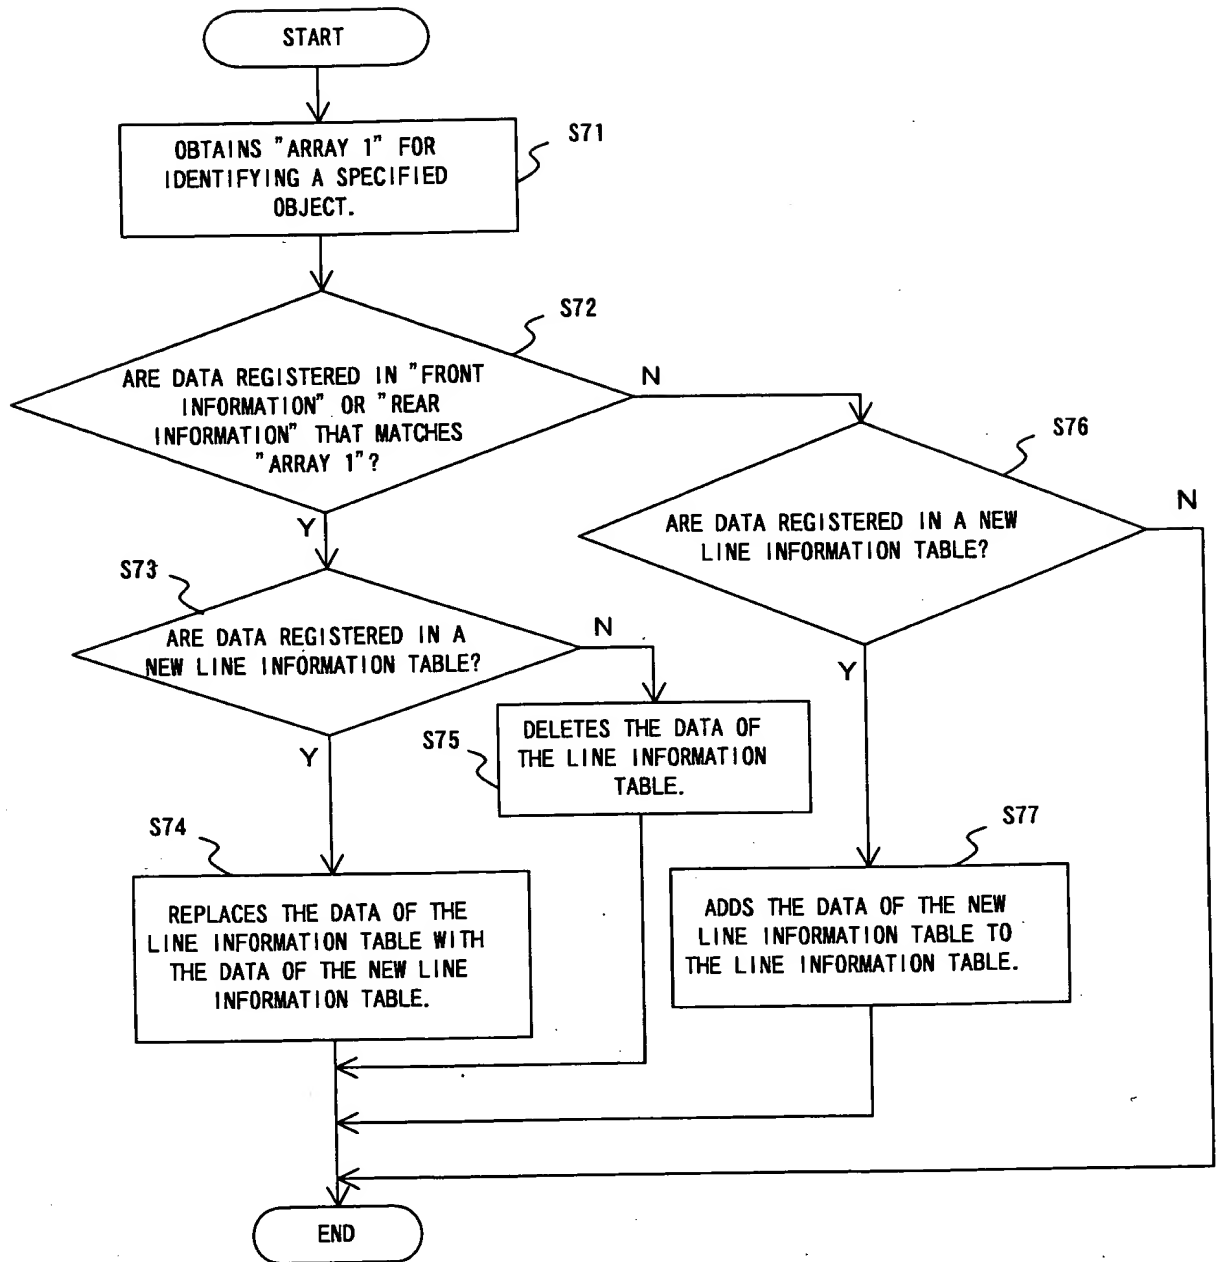 START
OBTAINS "ARRAY 1" FOR
IDENTIFYING A SPECIFIED
OBJECT.
S71
S72
ARE DATA REGISTERED IN "FRONT
INFORMATION" OR "REAR
INFORMATION" THAT MATCHES
"ARRAY 1"?
N
Y
S76
ARE DATA REGISTERED IN A NEW
LINE INFORMATION TABLE?
N
Y
S73
ARE DATA REGISTERED IN A
NEW LINE INFORMATION TABLE?
N
Y
S75
DELETES THE DATA OF
THE LINE INFORMATION
TABLE.
S74
REPLACES THE DATA OF THE
LINE INFORMATION TABLE WITH
THE DATA OF THE NEW LINE
INFORMATION TABLE.
S77
ADDS THE DATA OF THE NEW
LINE INFORMATION TABLE TO
THE LINE INFORMATION TABLE.
END